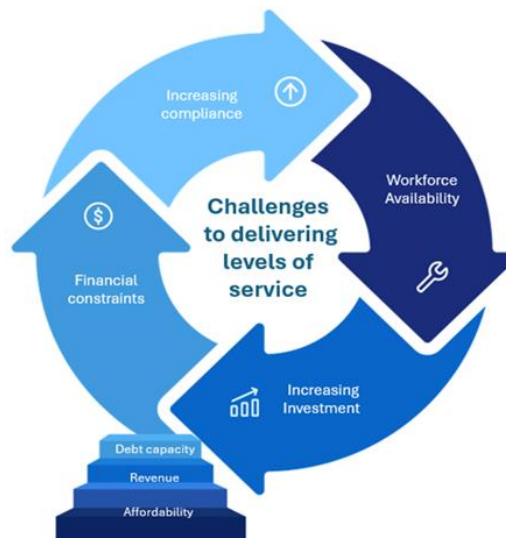 Increasing
compliance
Workforce
Availability
Challenges
to delivering
levels of
service
$
Financial
constraints
Increasing
Investment
Debt capacity
Revenue
Affordability